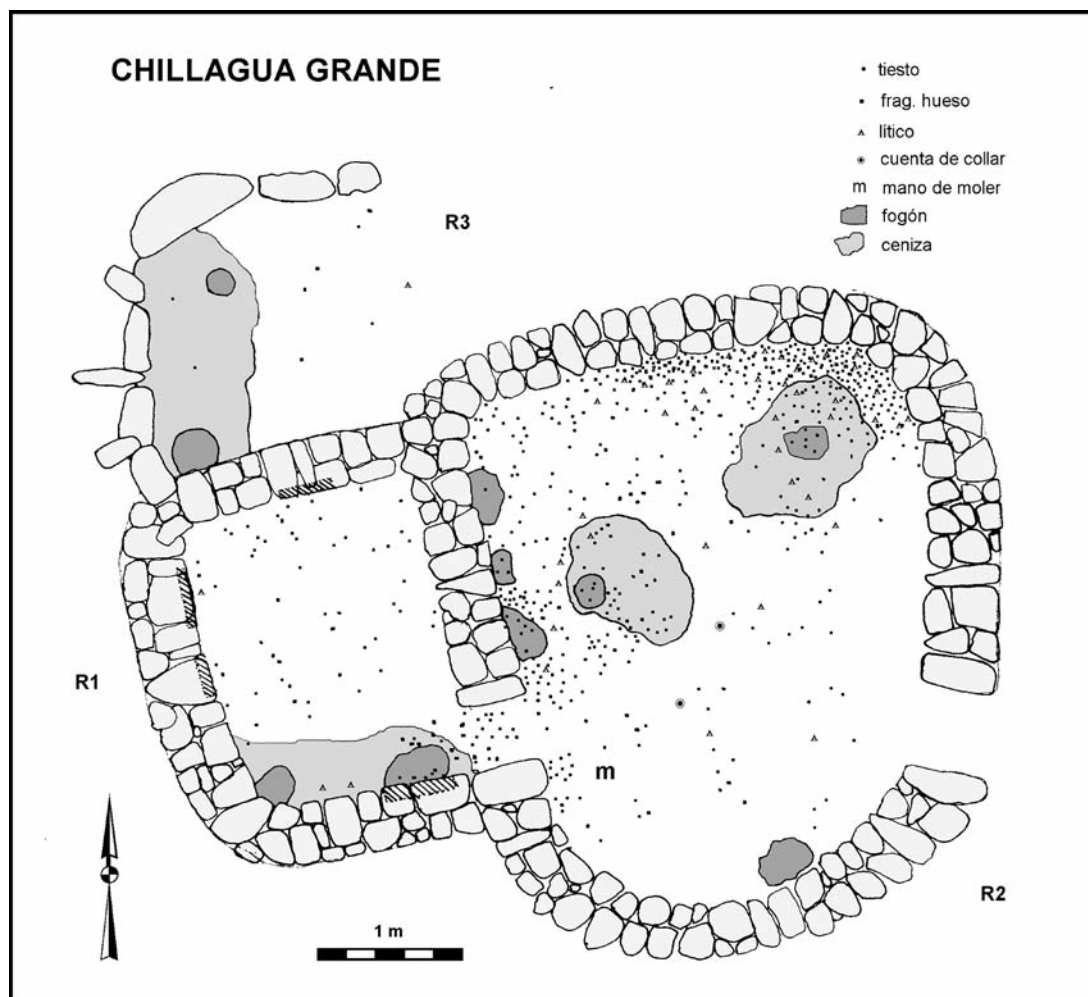 CHILLAGUA GRANDE
tiesto
frag. hueso
lítico
cuenta de collar
m mano de moler
fogón
ceniza
R3
R1
m
R2
1 m